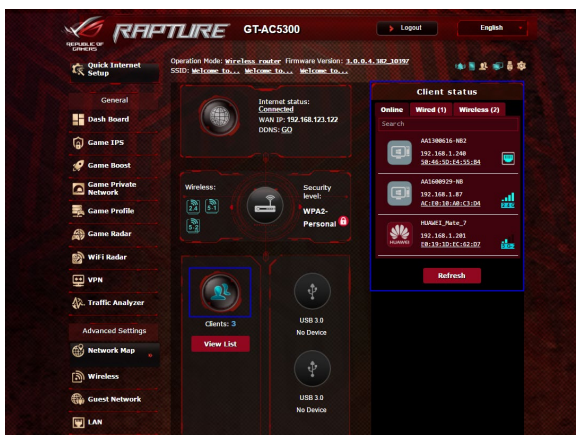 REPUBLIC OF
GAMERS
RAPTURE
GT-AC5300
Logout
English
Quick Internet
Setup
Operation Mode: Wireless router Firmware Version: 3.0.0.4.382_10397
SSID: Welcome to... Welcome to... Welcome to...
General
Dash Board
Game IPS
Game Boost
Game Private
Network
Game Profile
Game Radar
WiFi Radar
VPN
Traffic Analyzer
Advanced Settings
Network Map
Wireless
Guest Network
LAN
Internet status:
Connected
WAN IP: 192.168.123.122
DDNS: GO
Wireless:
2.4
5-1
5-2
Security
level:
WPA2-
Personal
Clients: 3
View List
USB 3.0
No Device
USB 3.0
No Device
Client status
Online Wired (1) Wireless (2)
Search
AA1300616-NB2
192.168.1.240
50:46:5D:E4:55:B4
AA1600929-NB
192.168.1.87
AC:E0:10:A0:C3:D4
HUAWEI_Mate_7
192.168.1.201
E0:19:1D:EC:62:D7
HUAWEI
Refresh